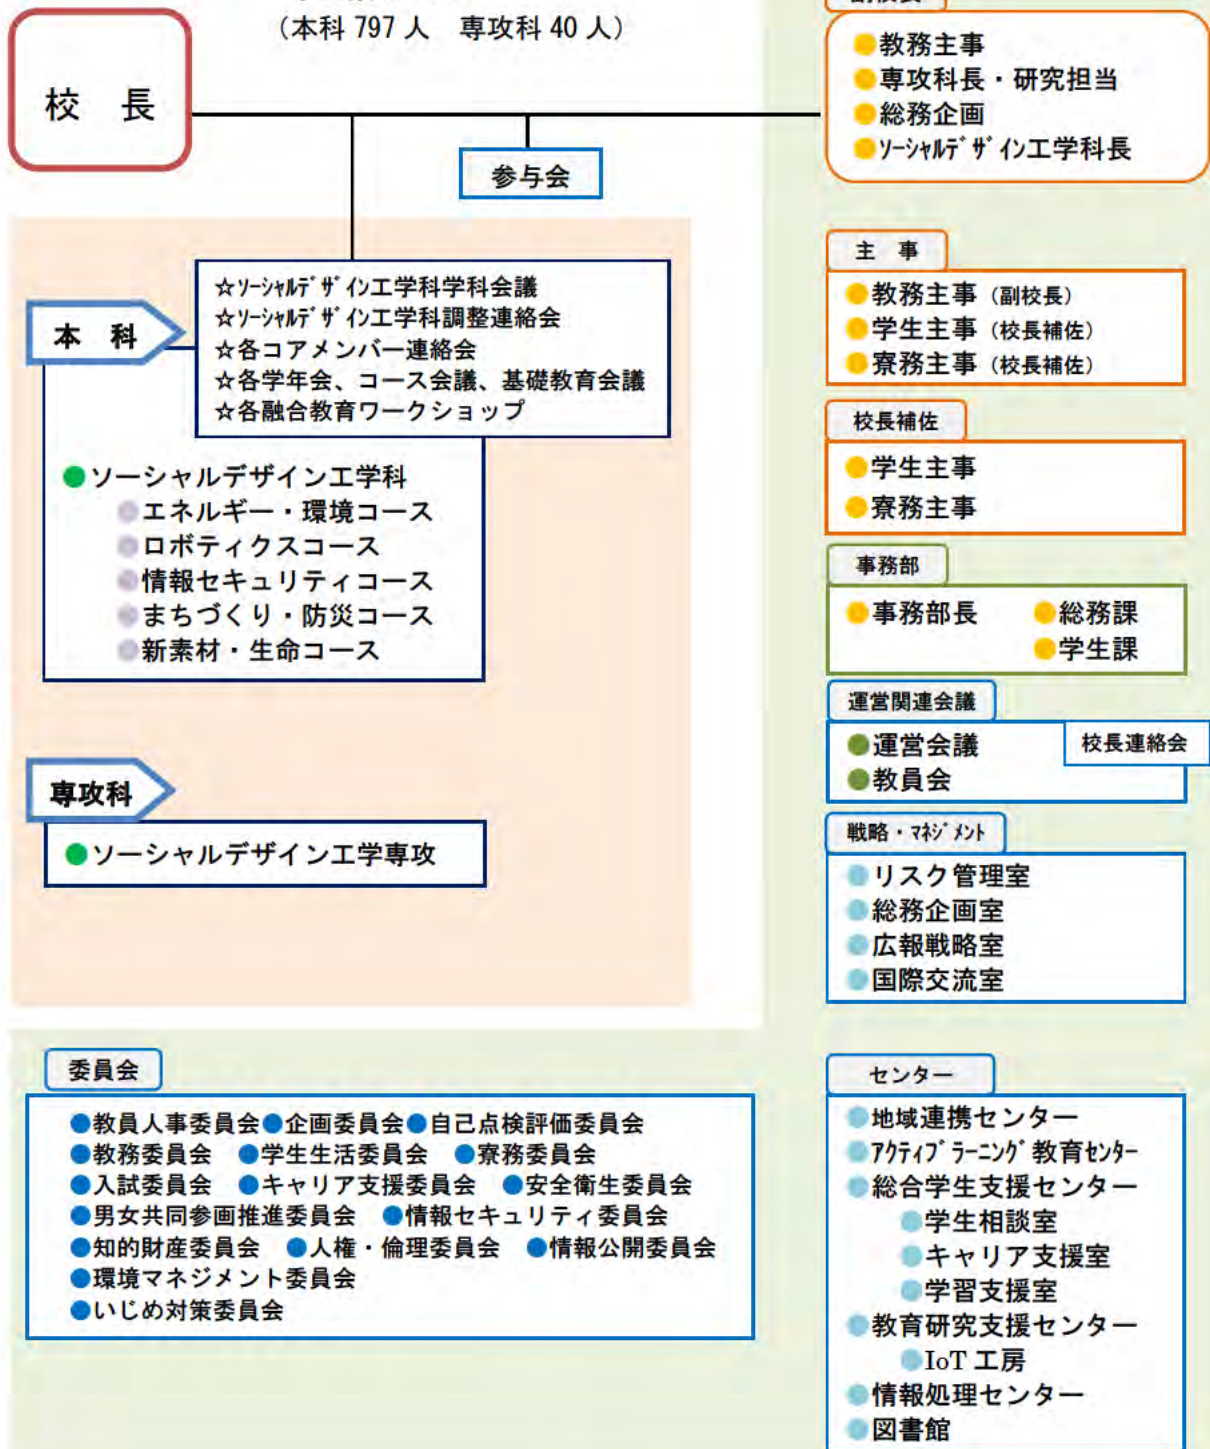 （本科 797 人　専攻科 40 人）
校　長
参与会
●教務主事
●専攻科長・研究担当
●総務企画
●ｿｰｼｬﾙﾃﾞｻﾞｲﾝ工学科長
本　科
☆ｿｰｼｬﾙﾃﾞｻﾞｲﾝ工学科学科会議
☆ｿｰｼｬﾙﾃﾞｻﾞｲﾝ工学科調整連絡会
☆各コアメンバー連絡会
☆各学年会、コース会議、基礎教育会議
☆各融合教育ワークショップ
●ソーシャルデザイン工学科
●エネルギー・環境コース
●ロボティクスコース
●情報セキュリティコース
●まちづくり・防災コース
●新素材・生命コース
専攻科
●ソーシャルデザイン工学専攻
主　事
●教務主事（副校長）
●学生主事（校長補佐）
●寮務主事（校長補佐）
校長補佐
●学生主事
●寮務主事
事務部
●事務部長　●総務課
●学生課
運営関連会議
●運営会議　校長連絡会
●教員会
戦略・ﾏﾈｼﾞﾒﾝﾄ
●リスク管理室
●総務企画室
●広報戦略室
●国際交流室
委員会
●教員人事委員会●企画委員会●自己点検評価委員会
●教務委員会　●学生生活委員会　●寮務委員会
●入試委員会　●キャリア支援委員会　●安全衛生委員会
●男女共同参画推進委員会　●情報セキュリティ委員会
●知的財産委員会　●人権・倫理委員会　●情報公開委員会
●環境マネジメント委員会
●いじめ対策委員会
センター
●地域連携センター
●ｱｸﾃｨﾌﾞﾗｰﾆﾝｸﾞ教育ｾﾝﾀｰ
●総合学生支援センター
●学生相談室
●キャリア支援室
●学習支援室
●教育研究支援センター
●IoT 工房
●情報処理センター
●図書館